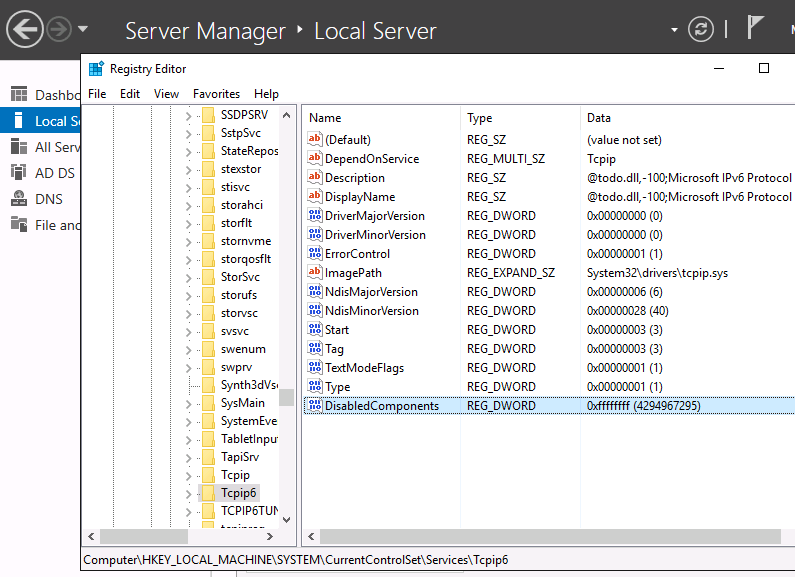 Server Manager ‣ Local Server
Registry Editor
File Edit View Favorites Help
Dashbo
Local Se
All Serv
AD DS
DNS
File and
SSDPSRV
SstpSvc
StateRepos
stexstor
stisvc
storahci
storflt
stornvme
storqosflt
StorSvc
storufs
storvsc
svsvc
swenum
swprv
Synth3dVsc
SysMain
SystemEve
TabletInput
TapiSrv
Tcpip
Tcpip6
TCPIP6TUN
Name Type Data
(Default) REG_SZ (value not set)
DependOnService REG_MULTI_SZ Tcpip
Description REG_SZ @todo.dll,-100;Microsoft IPv6 Protocol
DisplayName REG_SZ @todo.dll,-100;Microsoft IPv6 Protocol
DriverMajorVersion REG_DWORD 0x00000000 (0)
DriverMinorVersion REG_DWORD 0x00000000 (0)
ErrorControl REG_DWORD 0x00000001 (1)
ImagePath REG_EXPAND_SZ System32\drivers\tcpip.sys
NdisMajorVersion REG_DWORD 0x00000006 (6)
NdisMinorVersion REG_DWORD 0x00000028 (40)
Start REG_DWORD 0x00000003 (3)
Tag REG_DWORD 0x00000003 (3)
TextModeFlags REG_DWORD 0x00000001 (1)
Type REG_DWORD 0x00000001 (1)
DisabledComponents REG_DWORD 0xffffffff (4294967295)
Computer\HKEY_LOCAL_MACHINE\SYSTEM\CurrentControlSet\Services\Tcpip6